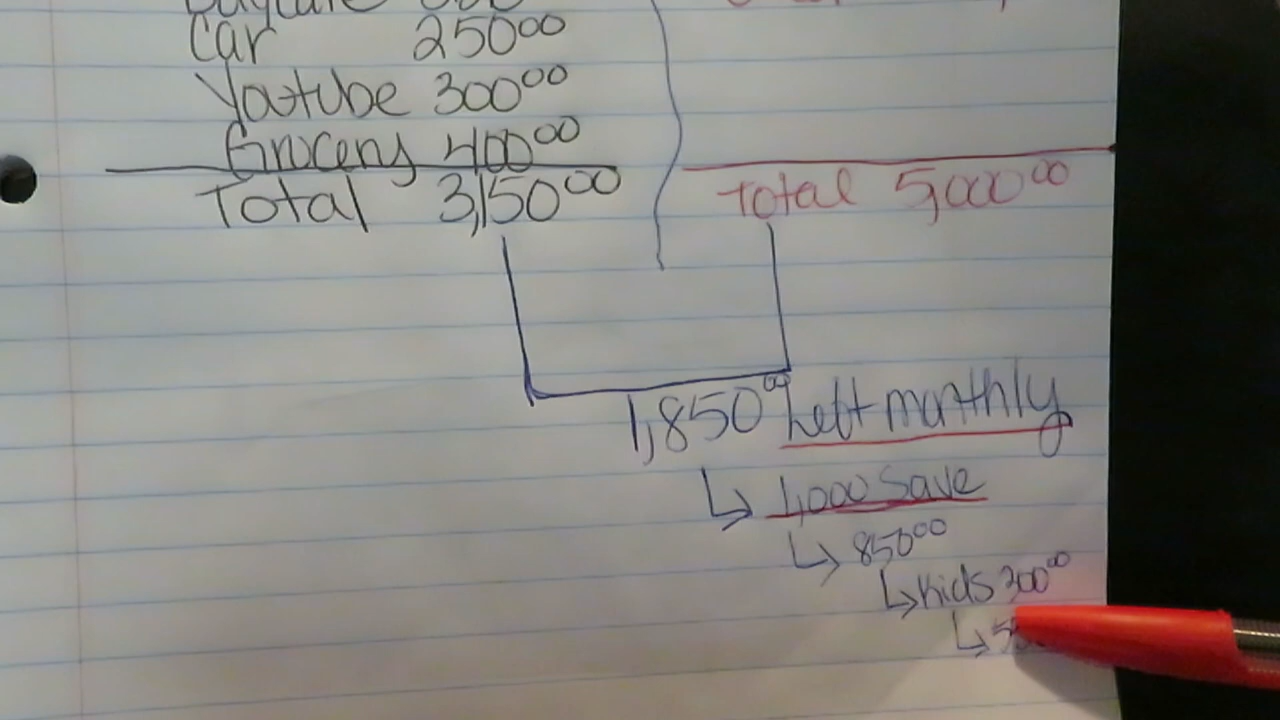 Car 250⁰⁰
Youtube 300⁰⁰
Grocery 400⁰⁰
Total 3,150⁰⁰
Total 5,000⁰⁰
1,850⁰⁰ Left monthly
↳ 1,000 Save
↳ 850⁰⁰
↳ Kids